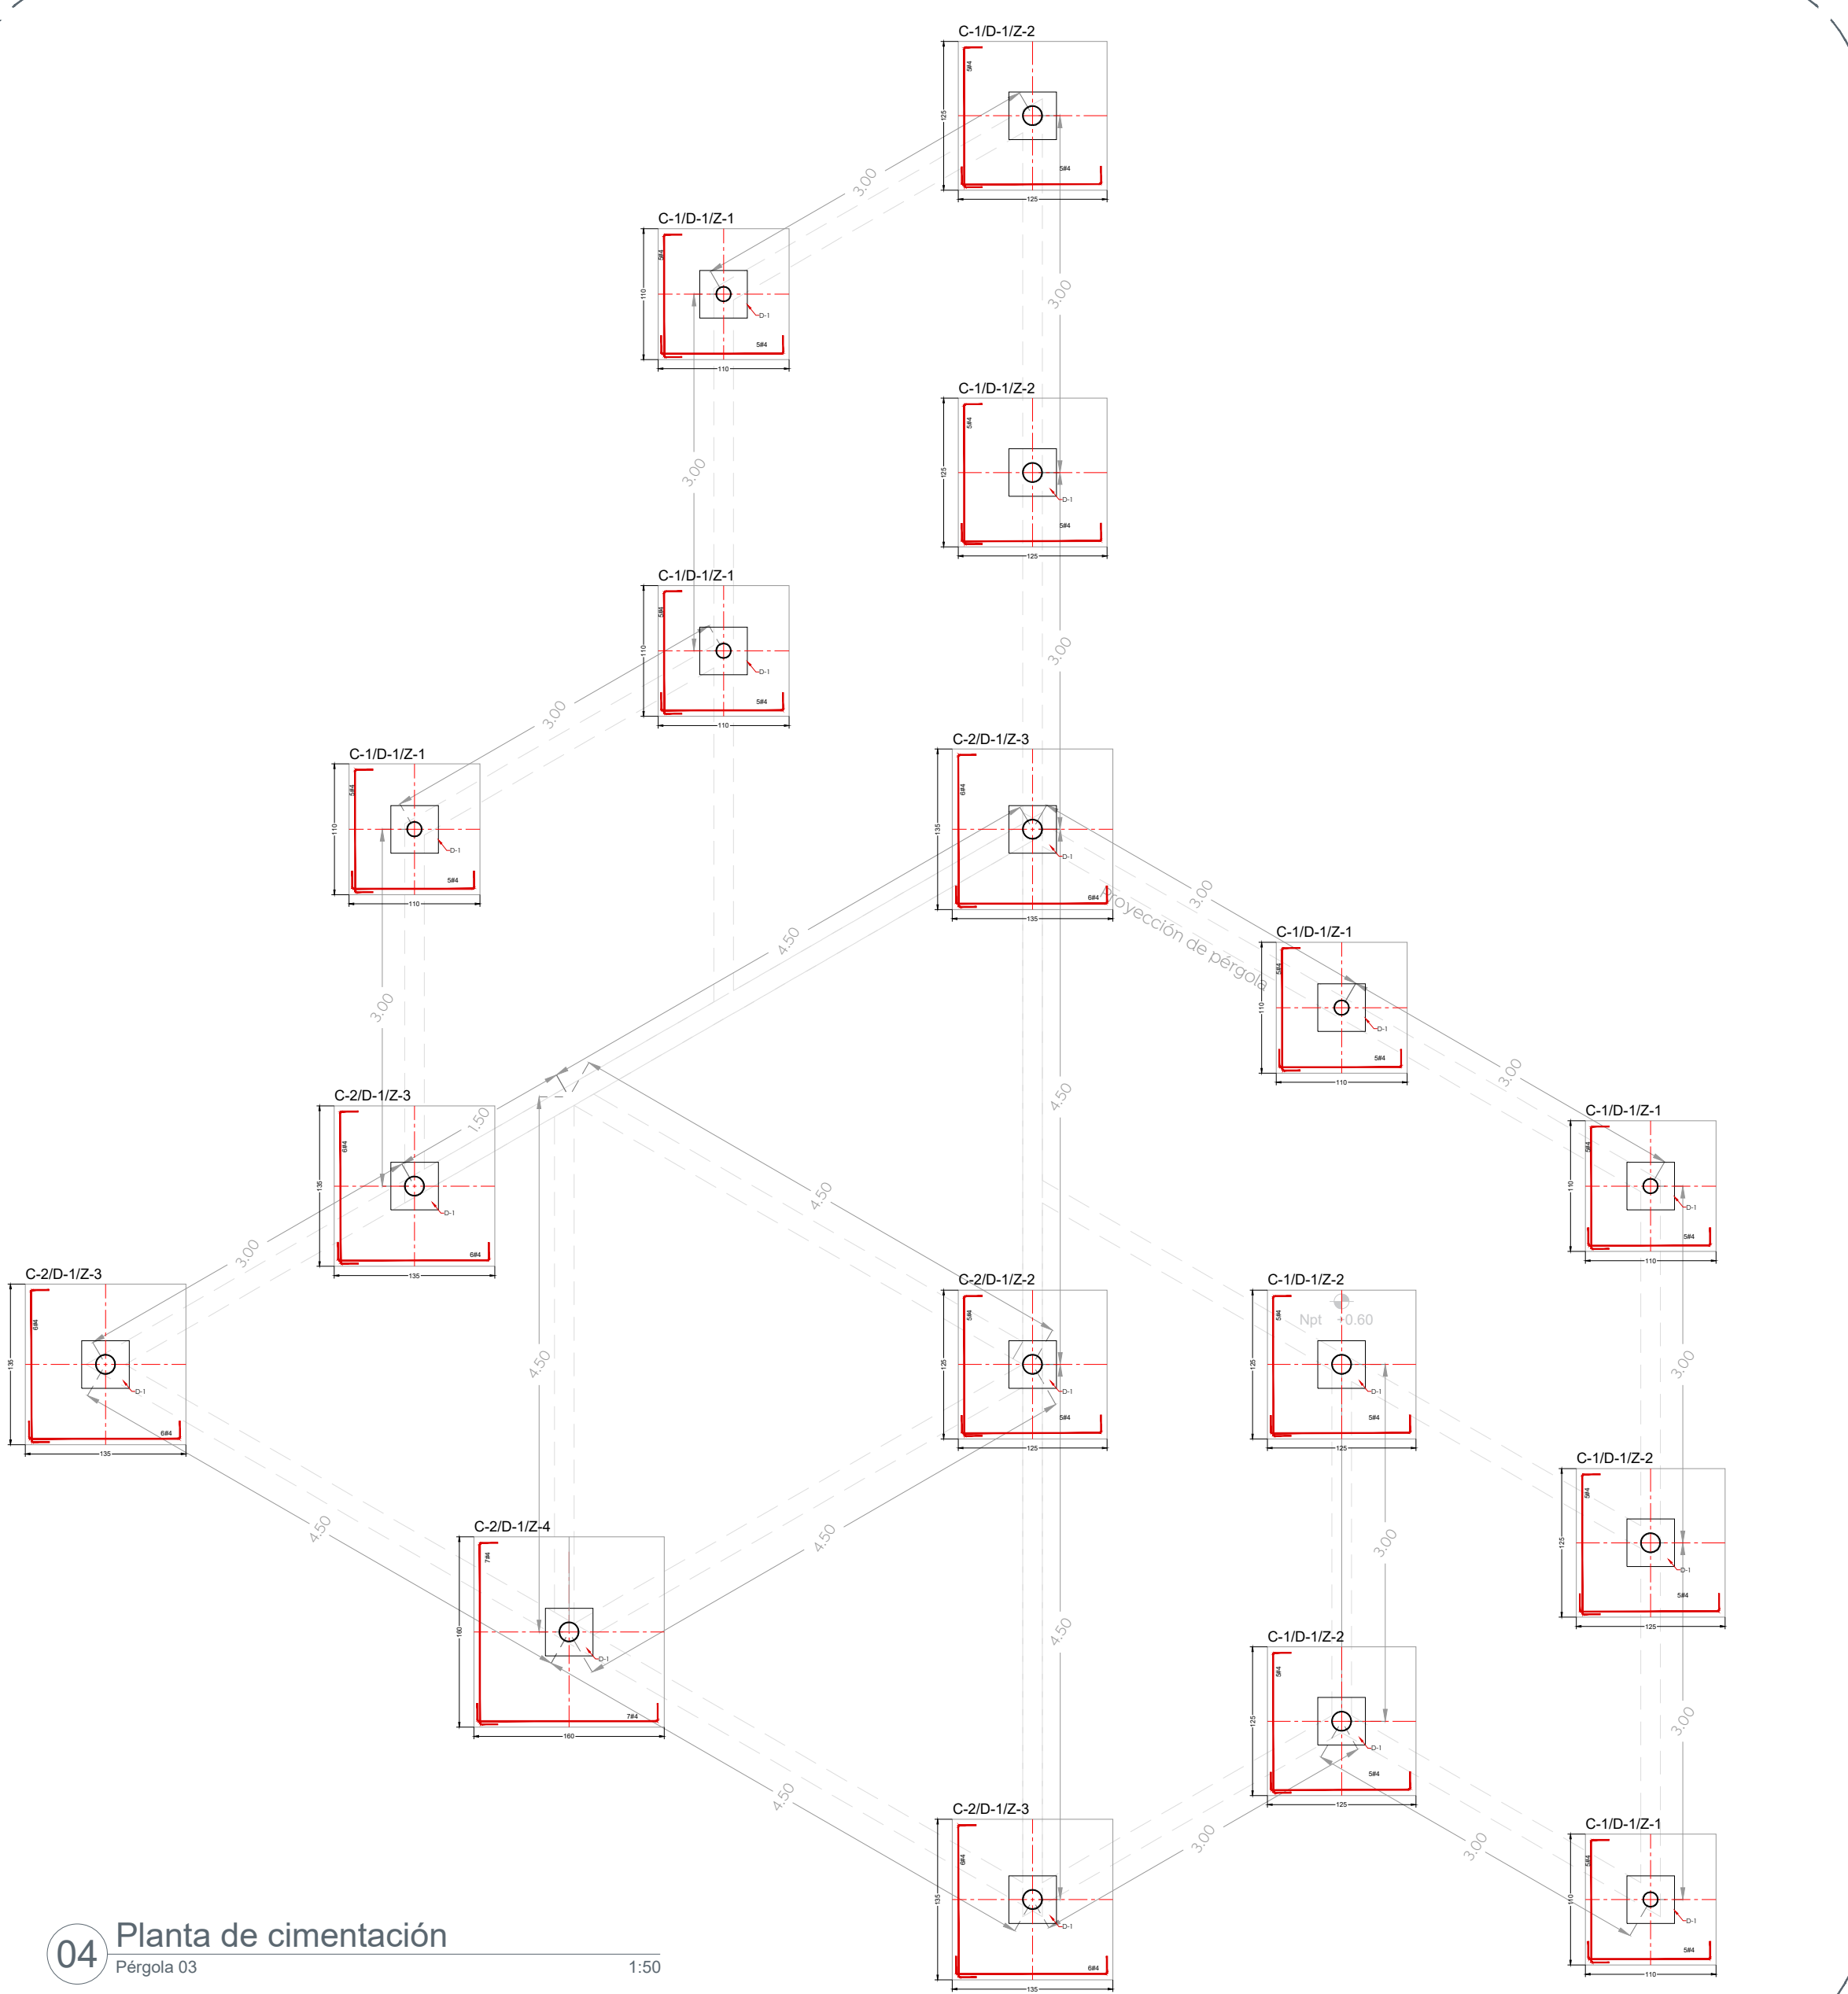 C-1/D-1/Z-2
5#4
125
5#4
125
3.00
C-1/D-1/Z-1
5#4
110
D-1
5#4
110
3.00
3.00
C-1/D-1/Z-2
5#4
125
D-1
5#4
125
C-1/D-1/Z-1
5#4
110
D-1
5#4
110
3.00
3.00
C-1/D-1/Z-1
5#4
110
D-1
5#4
110
C-2/D-1/Z-3
6#4
135
D-1
6#4
135
Proyección de pérgola
3.00
4.50
C-1/D-1/Z-1
5#4
110
D-1
5#4
110
3.00
3.00
4.50
C-2/D-1/Z-3
6#4
135
D-1
6#4
135
1.50
C-1/D-1/Z-1
5#4
110
D-1
5#4
110
4.50
3.00
C-2/D-1/Z-3
6#4
135
D-1
6#4
135
C-2/D-1/Z-2
5#4
125
D-1
5#4
125
C-1/D-1/Z-2
5#4
Npt +0.60
125
D-1
5#4
125
4.50
3.00
C-1/D-1/Z-2
5#4
125
D-1
5#4
125
4.50
4.50
3.00
C-2/D-1/Z-4
7#4
160
D-1
7#4
160
4.50
C-1/D-1/Z-2
5#4
125
D-1
5#4
125
3.00
4.50
3.00
3.00
C-2/D-1/Z-3
6#4
135
D-1
6#4
135
C-1/D-1/Z-1
5#4
110
D-1
5#4
110
04
Planta de cimentación
Pérgola 03 1:50